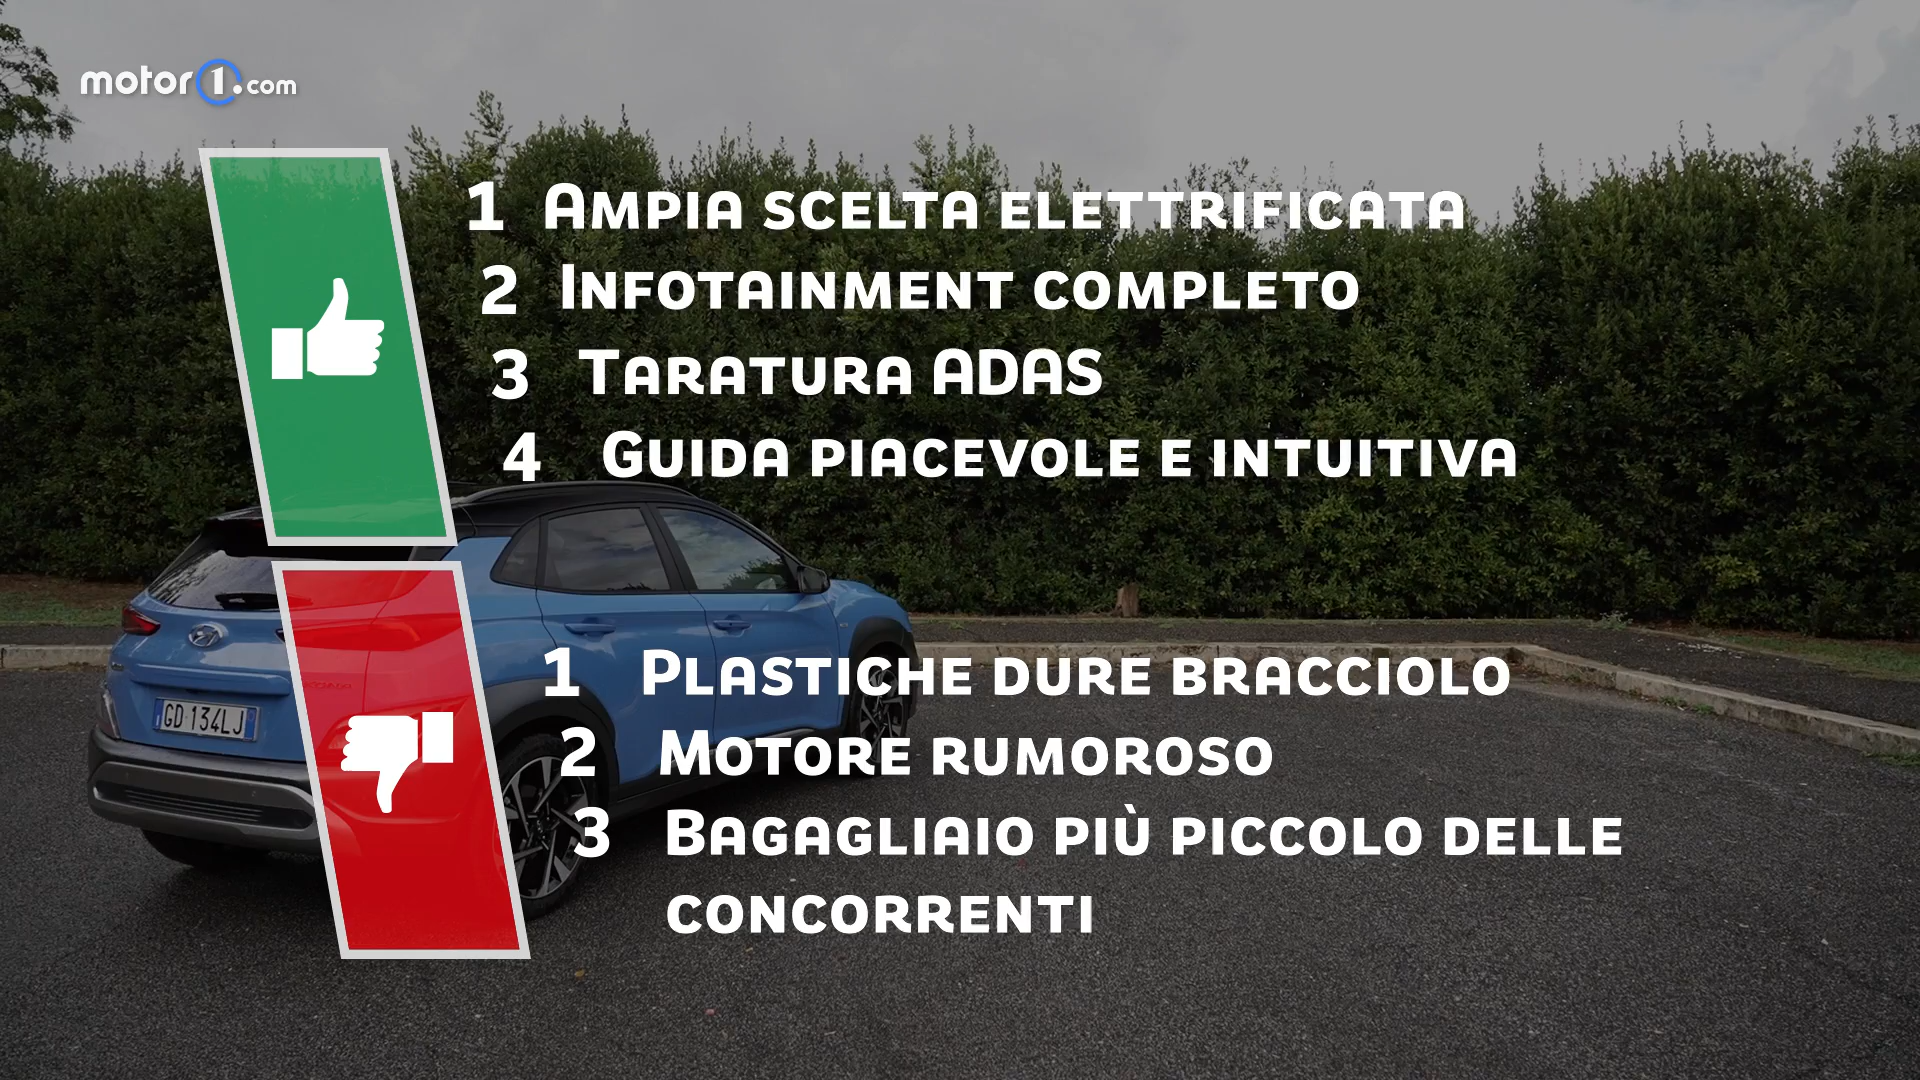 motor1.com
1 Ampia scelta elettrificata
2 Infotainment completo
3 Taratura ADAS
4 Guida piacevole e intuitiva
GD 134LJ
1 Plastiche dure bracciolo
2 Motore rumoroso
3 Bagagliaio più piccolo delle
concorrenti